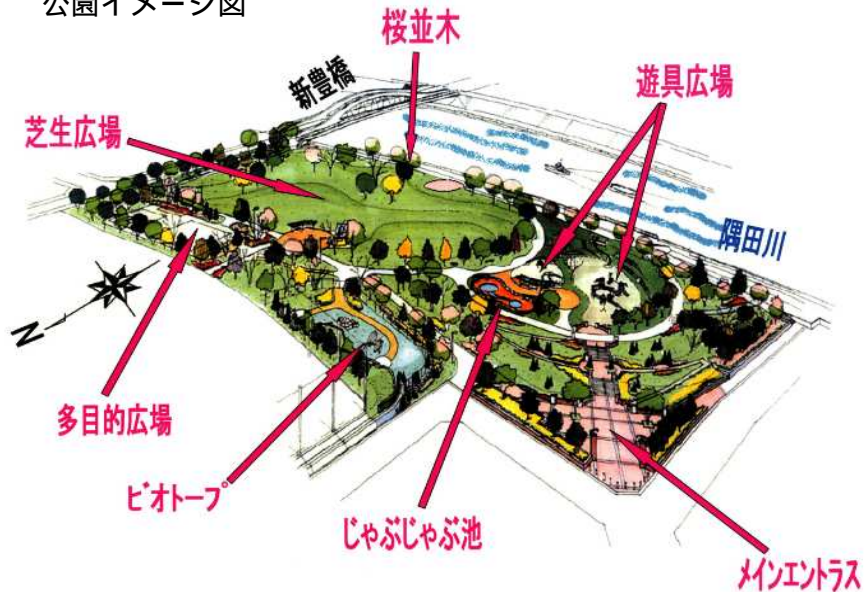 公園イメージ図
桜並木
新豊橋
遊具広場
芝生広場
隅田川
N
多目的広場
ビオトープ
じゃぶじゃぶ池
メインエントラス